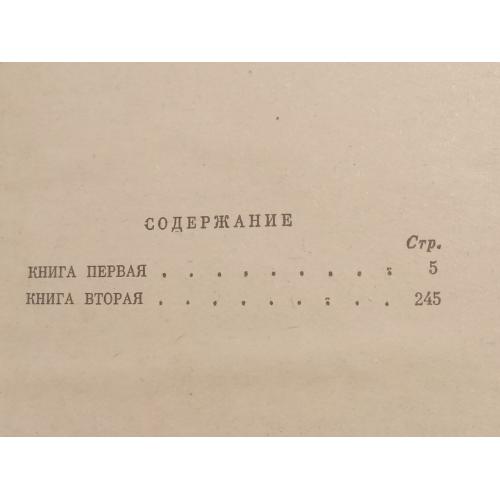 СОДЕРЖАНИЕ
Стр.
КНИГА ПЕРВАЯ . . . . . . . . . : 5
КНИГА ВТОРАЯ . . . . . . : . . 245